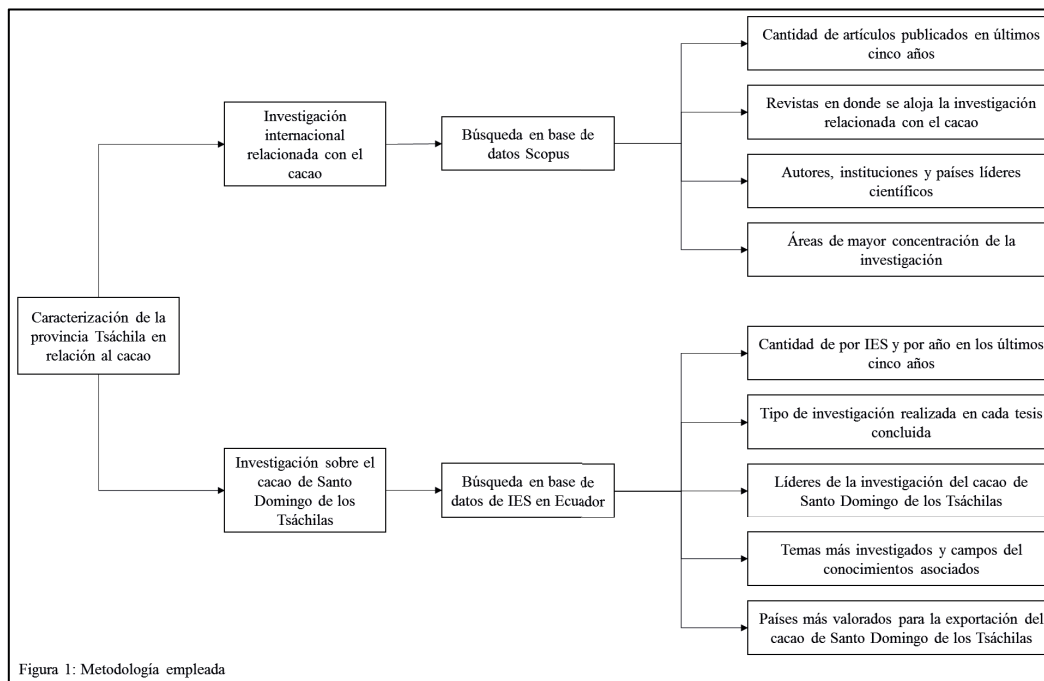 Caracterización de la
provincia Tsáchila en
relación al cacao
Investigación
internacional
relacionada con el
cacao
Búsqueda en base de
datos Scopus
Cantidad de artículos publicados en últimos
cinco años
Revistas en donde se aloja la investigación
relacionada con el cacao
Autores, instituciones y países líderes
científicos
Áreas de mayor concentración de la
investigación
Investigación sobre el
cacao de Santo
Domingo de los
Tsáchilas
Búsqueda en base de
datos de IES en Ecuador
Cantidad de por IES y por año en los últimos
cinco años
Tipo de investigación realizada en cada tesis
concluida
Líderes de la investigación del cacao de
Santo Domingo de los Tsáchilas
Temas más investigados y campos del
conocimientos asociados
Países más valorados para la exportación del
cacao de Santo Domingo de los Tsáchilas
Figura 1: Metodología empleada